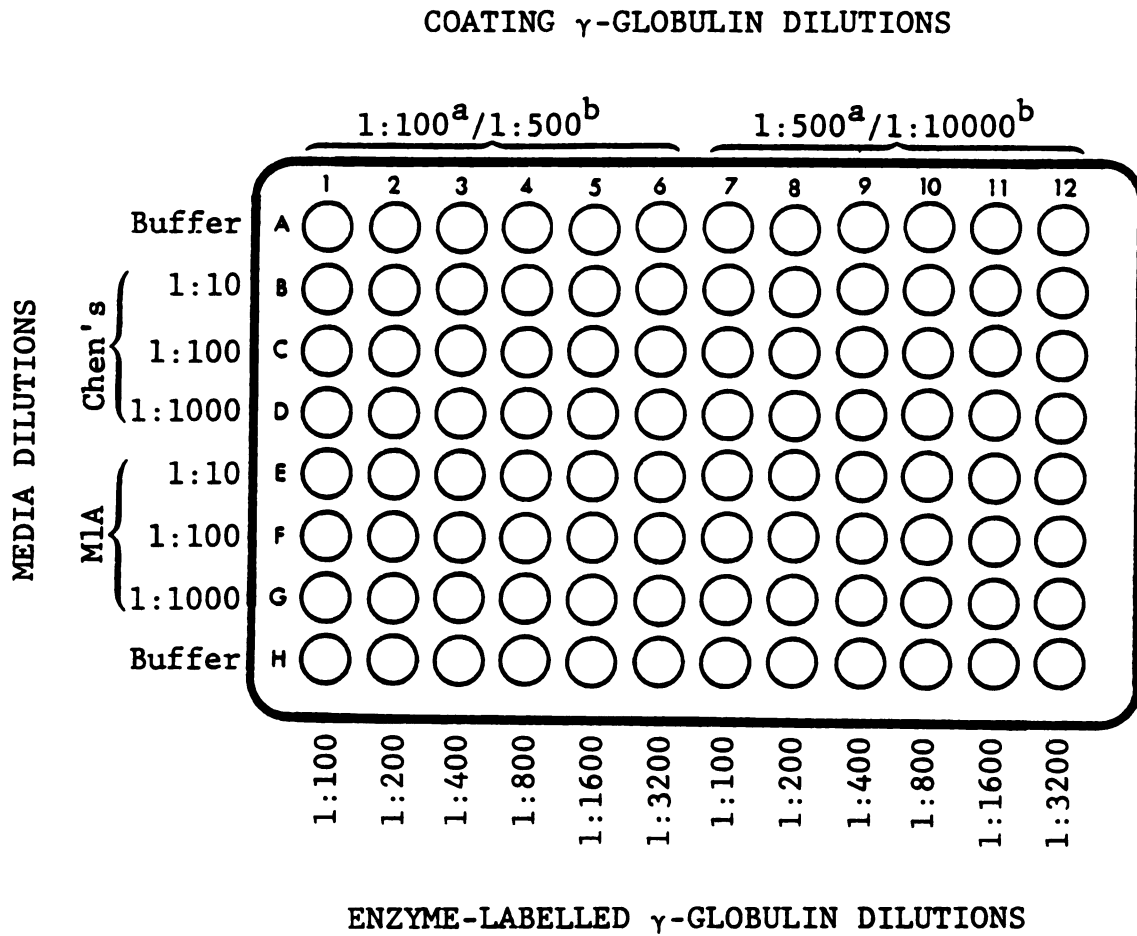 COATING γ-GLOBULIN DILUTIONS
1:100a/1:500b 1:500a/1:10000b
1 2 3 4 5 6 7 8 9 10 11 12
Buffer A
1:10 B
1:100 C
1:1000 D
1:10 E
1:100 F
1:1000 G
Buffer H
Chen's
M1A
MEDIA DILUTIONS
1:100 1:200 1:400 1:800 1:1600 1:3200 1:100 1:200 1:400 1:800 1:1600 1:3200
ENZYME-LABELLED γ-GLOBULIN DILUTIONS